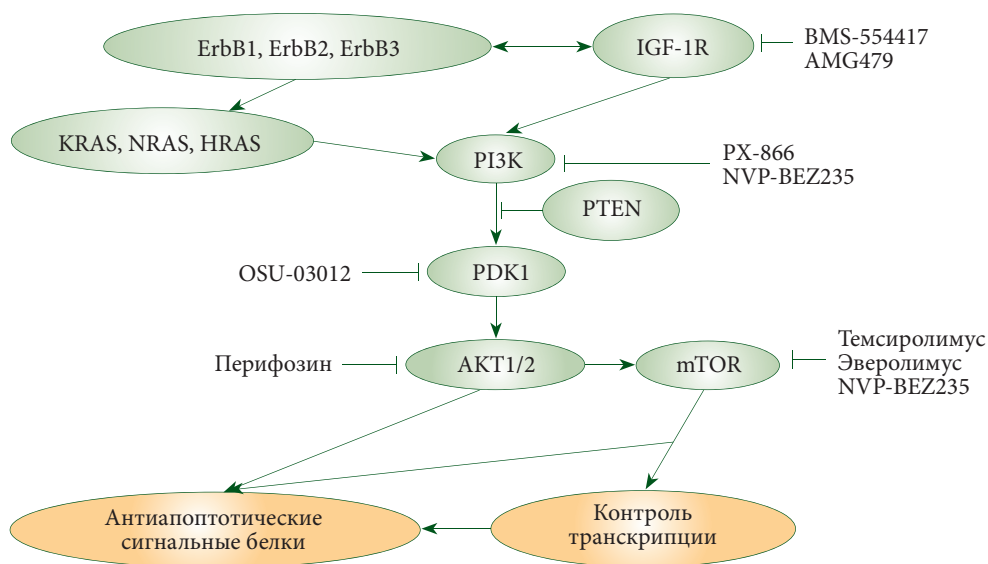 ErbB1, ErbB2, ErbB3
IGF-1R
BMS-554417
AMG479
KRAS, NRAS, HRAS
PI3K
PX-866
NVP-BEZ235
PTEN
OSU-03012
PDK1
Перифозин
AKT1/2
mTOR
Темсиролимус
Эверолимус
NVP-BEZ235
Антиапоптотические
сигнальные белки
Контроль
транскрипции